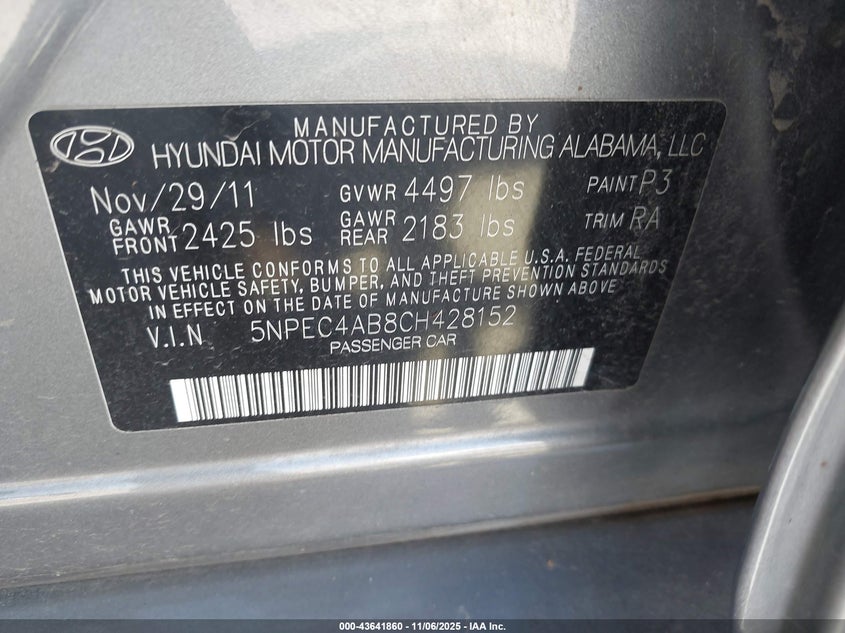 MANUFACTURED BY
HYUNDAI MOTOR MANUFACTURING ALABAMA, LLC
Nov/29/11 GVWR 4497 lbs PAINT P3
GAWR FRONT 2425 lbs GAWR REAR 2183 lbs TRIM RA
THIS VEHICLE CONFORMS TO ALL APPLICABLE U.S.A. FEDERAL
MOTOR VEHICLE SAFETY, BUMPER, AND THEFT PREVENTION STANDARDS
IN EFFECT ON THE DATE OF MANUFACTURE SHOWN ABOVE
V.I.N 5NPEC4AB8CH428152
PASSENGER CAR
000-43641860 - 11/06/2025 - IAA Inc.